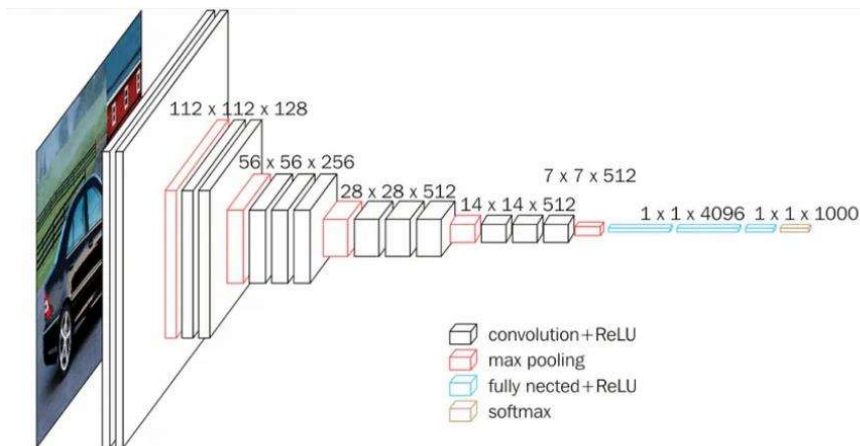 112 x 112 x 128
56 x 56 x 256
28 x 28 x 512
14 x 14 x 512
7 x 7 x 512
1 x 1 x 4096
1 x 1 x 1000
convolution+ReLU
max pooling
fully nected+ReLU
softmax